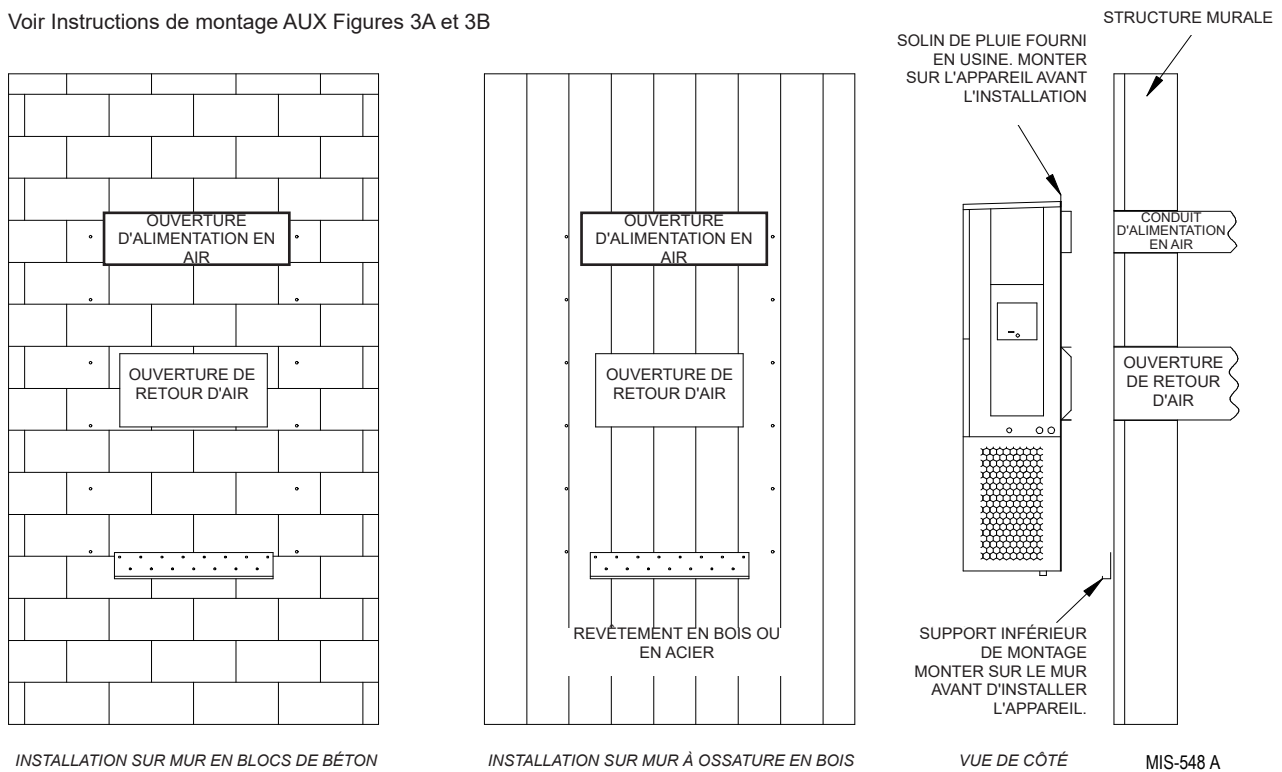 Voir Instructions de montage AUX Figures 3A et 3B
STRUCTURE MURALE
SOLIN DE PLUIE FOURNI
EN USINE. MONTER
SUR L'APPAREIL AVANT
L'INSTALLATION
OUVERTURE
D'ALIMENTATION EN
AIR
OUVERTURE
D'ALIMENTATION EN
AIR
CONDUIT
D'ALIMENTATION
EN AIR
OUVERTURE DE
RETOUR D'AIR
OUVERTURE DE
RETOUR D'AIR
OUVERTURE
DE RETOUR
D'AIR
REVÊTEMENT EN BOIS OU
EN ACIER
SUPPORT INFÉRIEUR
DE MONTAGE
MONTER SUR LE MUR
AVANT D'INSTALLER
L'APPAREIL.
INSTALLATION SUR MUR EN BLOCS DE BÉTON
INSTALLATION SUR MUR À OSSATURE EN BOIS
VUE DE CÔTÉ
MIS-548 A